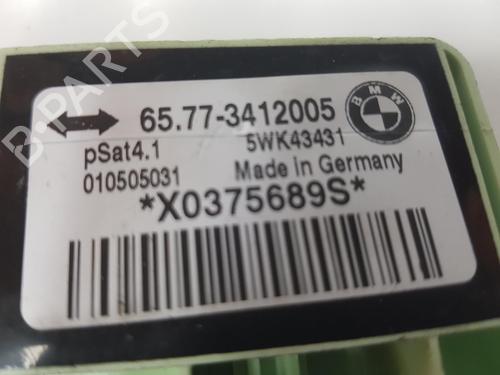 65.77-3412005
BMW
pSat4.1
5WK43431
010505031
Made in Germany
*X0375689S*
B-PARTS